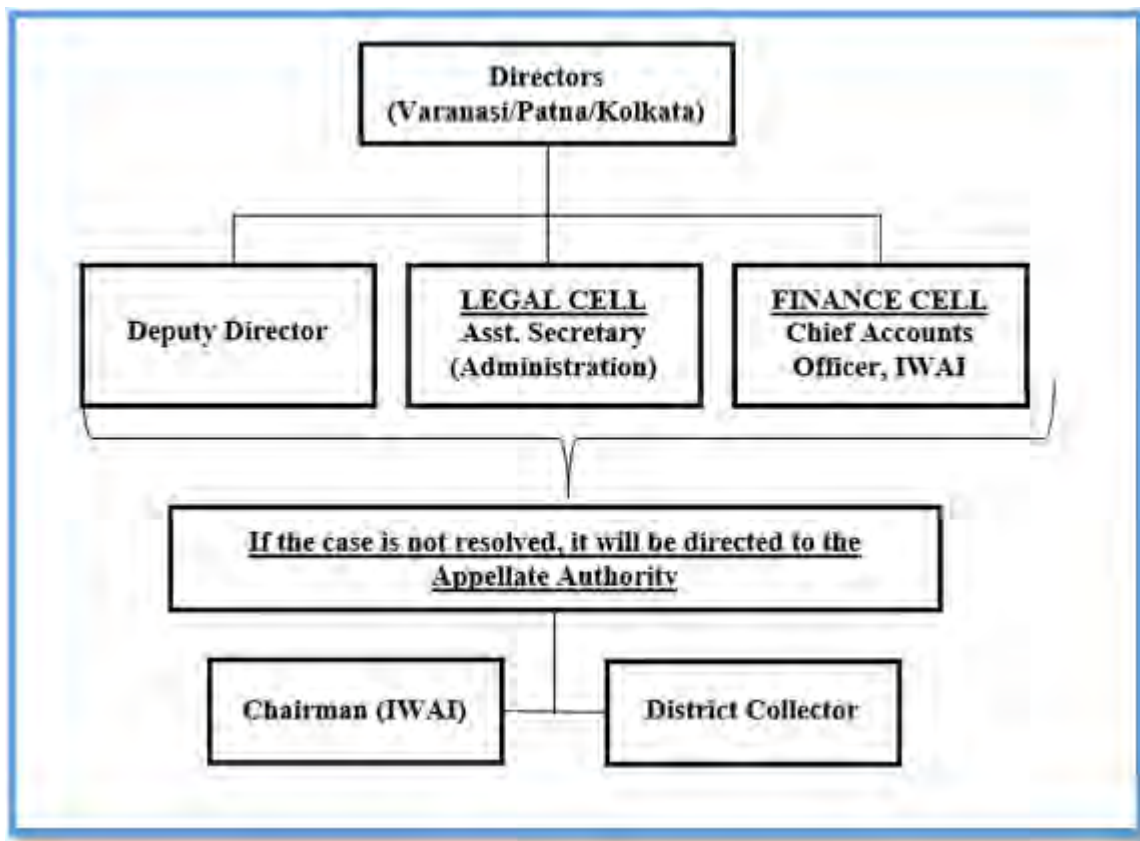 Directors
(Varanasi/Patna/Kolkata)
Deputy Director
LEGAL CELL
Asst. Secretary
(Administration)
FINANCE CELL
Chief Accounts
Officer, IWAI
If the case is not resolved, it will be directed to the
Appellate Authority
Chairman (IWAI)
District Collector